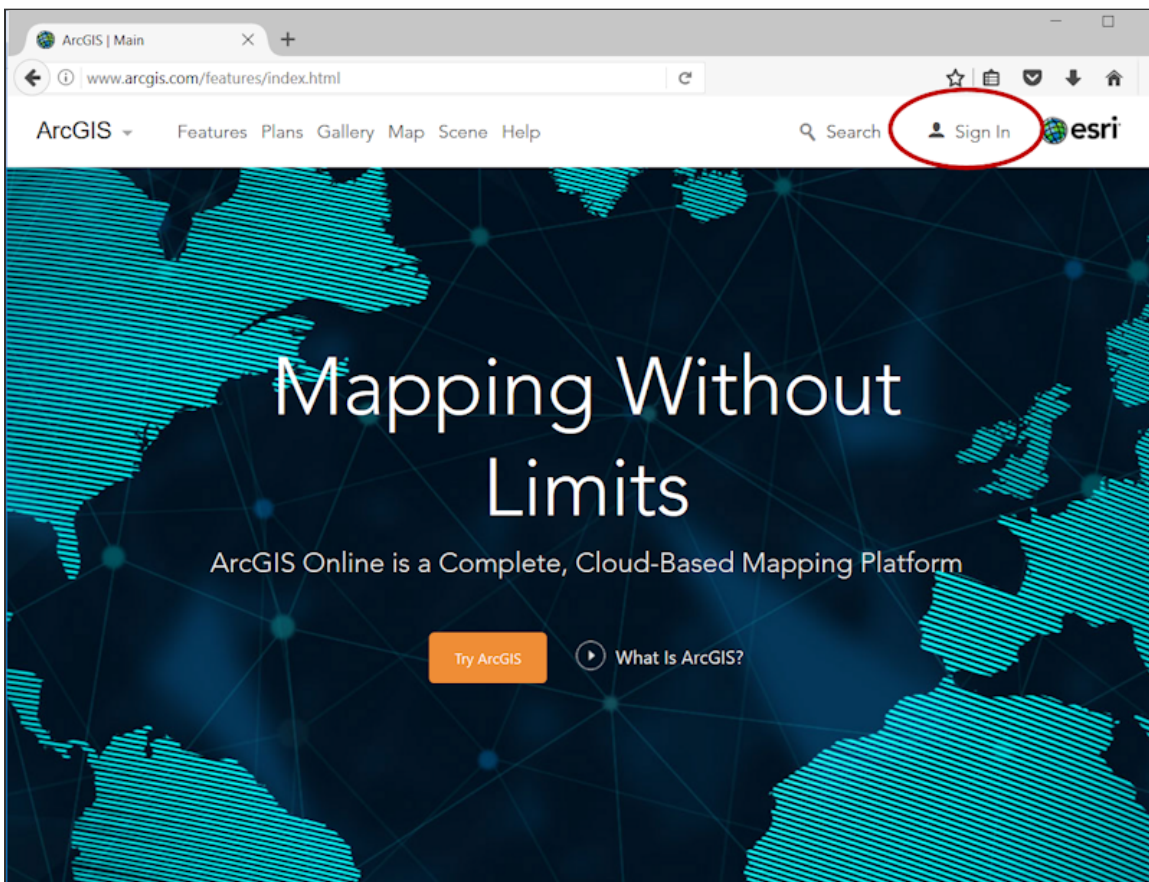 ArcGIS | Main
www.arcgis.com/features/index.html
ArcGIS Features Plans Gallery Map Scene Help Search Sign In esri
Mapping Without
Limits
ArcGIS Online is a Complete, Cloud-Based Mapping Platform
Try ArcGIS What Is ArcGIS?